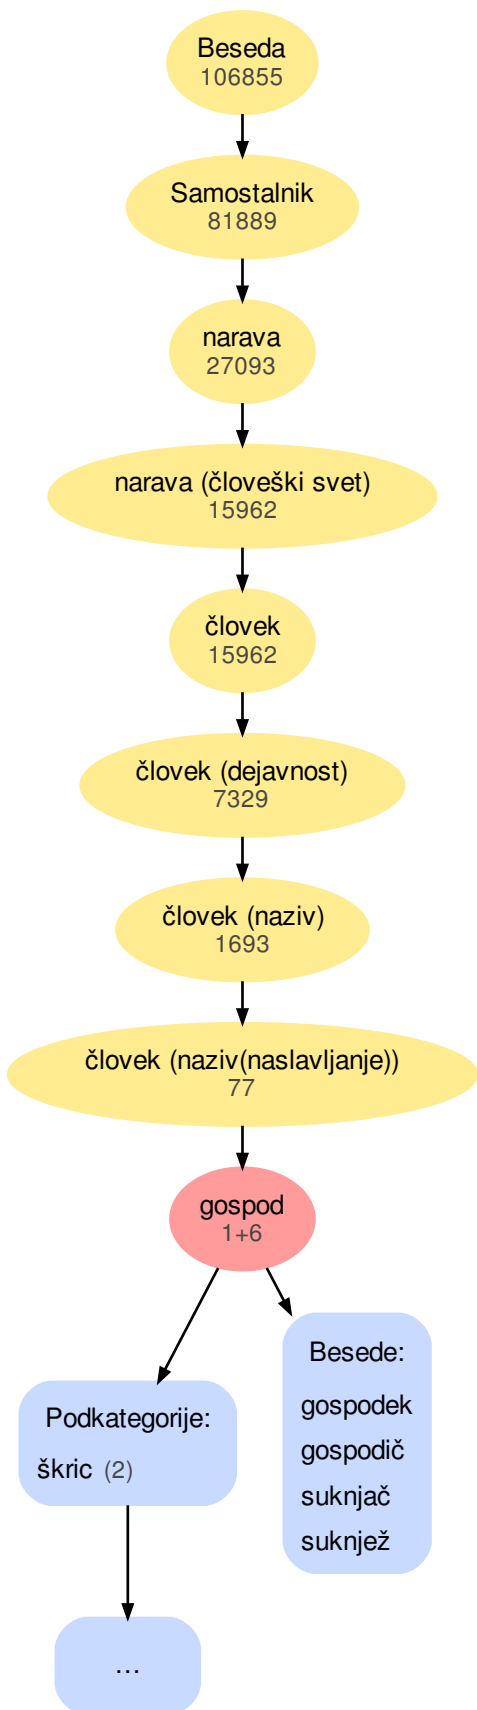 Beseda
106855
Samostalnik
81889
narava
27093
narava (človeški svet)
15962
človek
15962
človek (dejavnost)
7329
človek (naziv)
1693
človek (naziv(naslavljanje))
77
gospod
1+6
Besede:
gospodek
gospodič
suknjač
suknjež
Podkategorije:
škric (2)
...